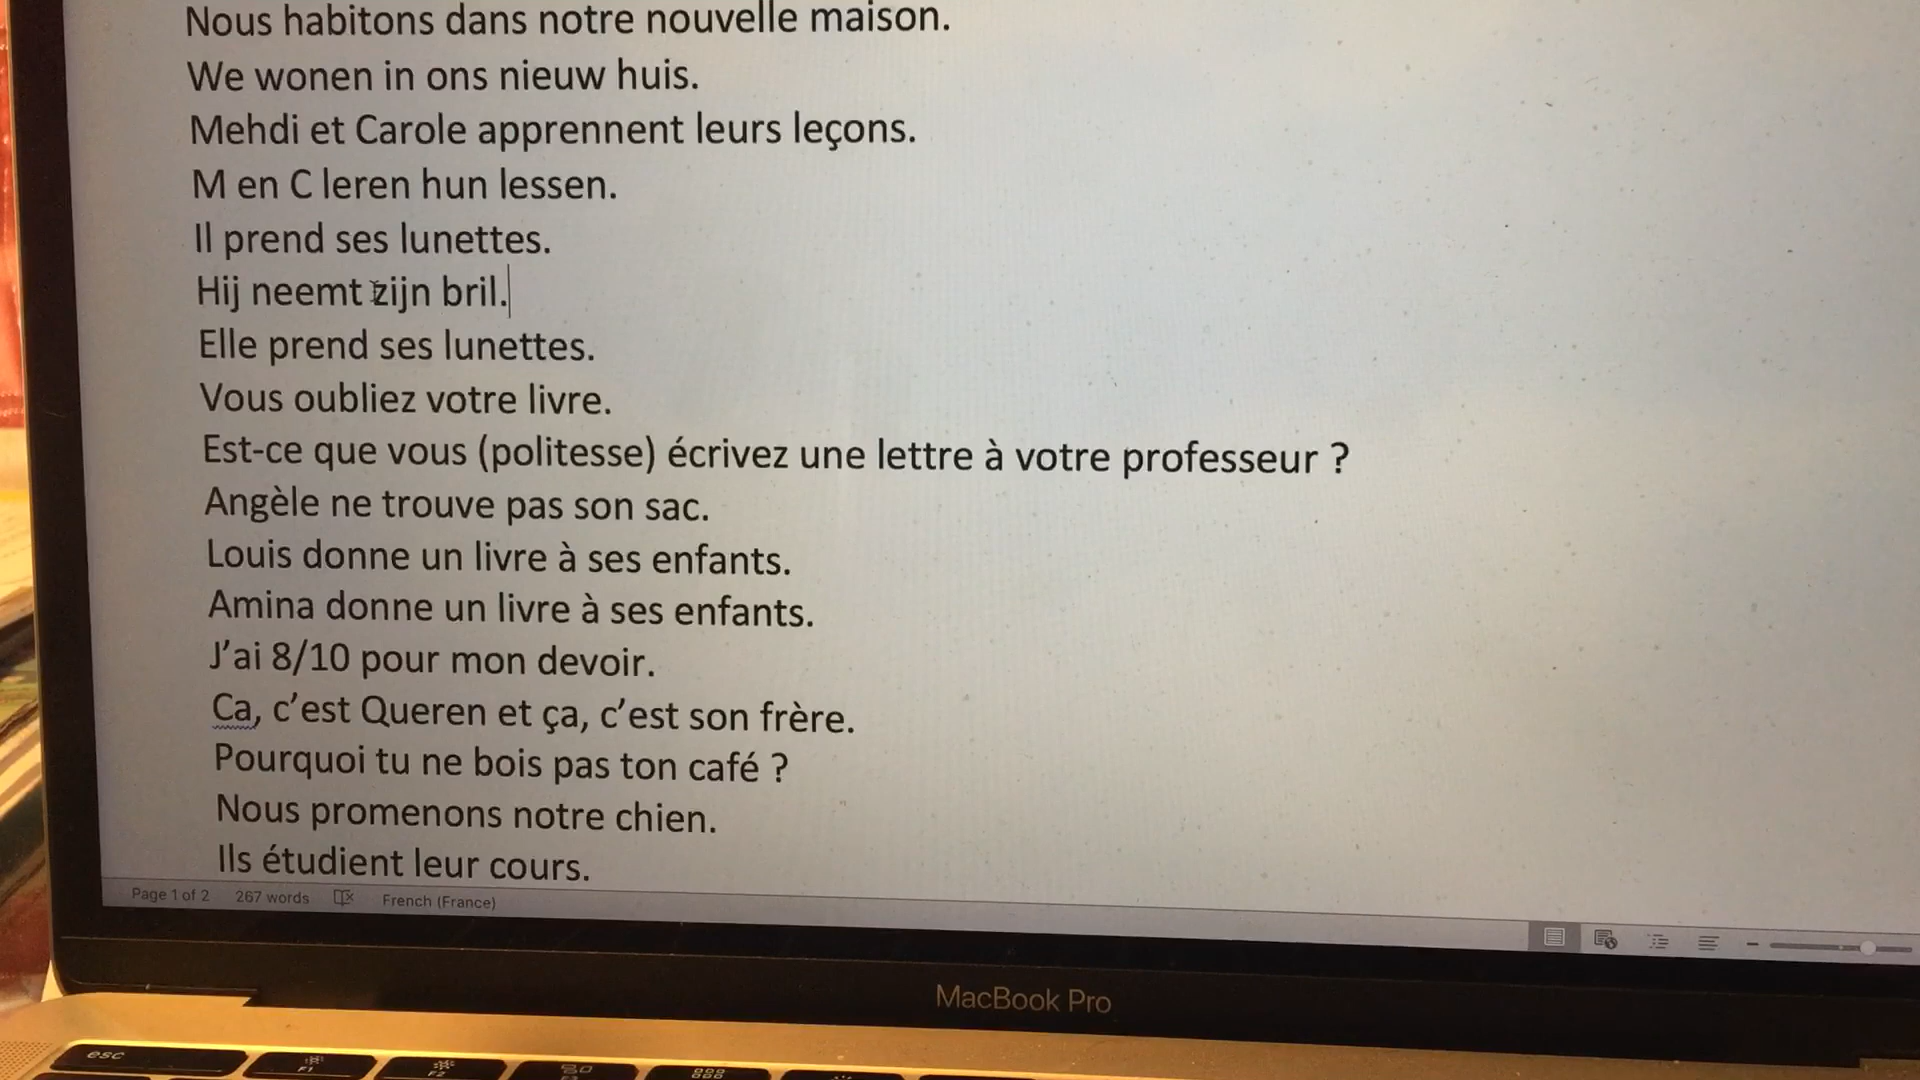 Nous habitons dans notre nouvelle maison.
We wonen in ons nieuw huis.
Mehdi et Carole apprennent leurs leçons.
M en C leren hun lessen.
Il prend ses lunettes.
Hij neemt zijn bril.
Elle prend ses lunettes.
Vous oubliez votre livre.
Est-ce que vous (politesse) écrivez une lettre à votre professeur ?
Angèle ne trouve pas son sac.
Louis donne un livre à ses enfants.
Amina donne un livre à ses enfants.
J’ai 8/10 pour mon devoir.
Ca, c’est Queren et ça, c’est son frère.
Pourquoi tu ne bois pas ton café ?
Nous promenons notre chien.
Ils étudient leur cours.
Page 1 of 2 267 words French (France)
MacBook Pro
esc
F1
F2